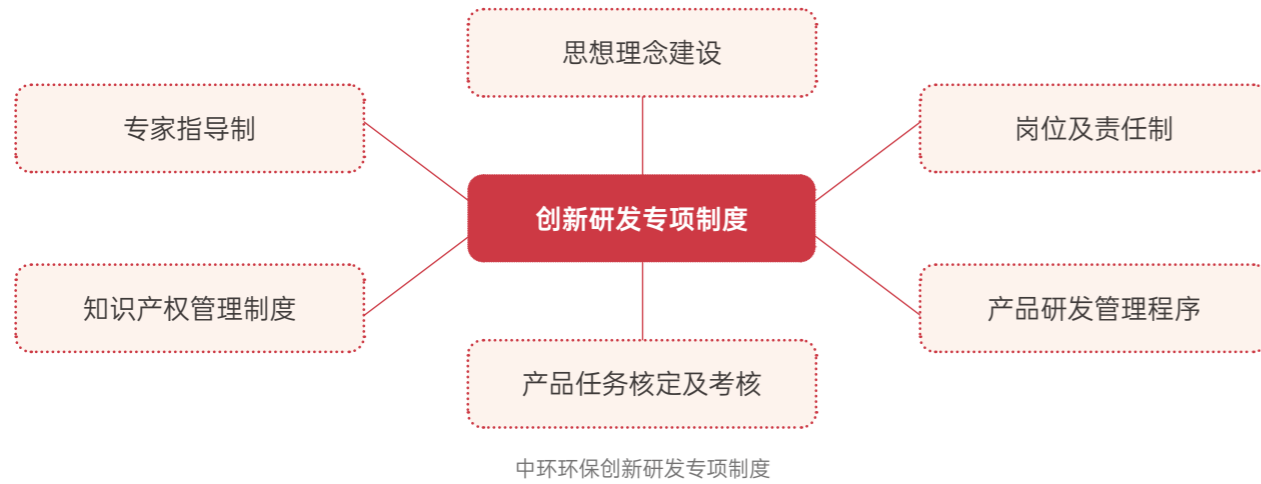 思想理念建设
专家指导制
岗位及责任制
创新研发专项制度
知识产权管理制度
产品研发管理程序
产品任务核定及考核
中环环保创新研发专项制度